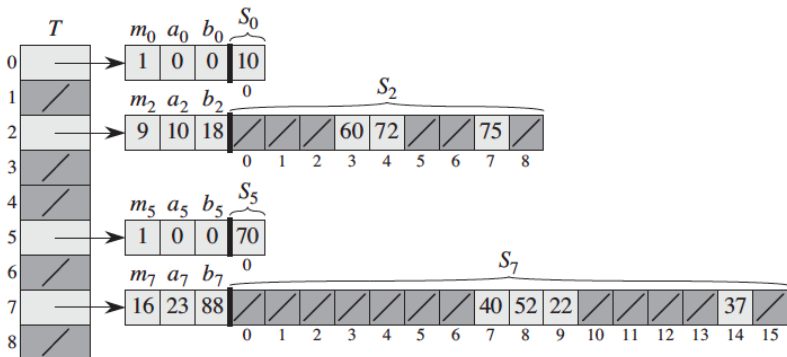 T
m0 a0 b0 S0
0 1 0 0 10
0
1 m2 a2 b2 S2
2 9 10 18 60 72 75
0 1 2 3 4 5 6 7 8
3
4 m5 a5 b5 S5
5 1 0 0 70
0
6 m7 a7 b7 S7
7 16 23 88 40 52 22 37
0 1 2 3 4 5 6 7 8 9 10 11 12 13 14 15
8